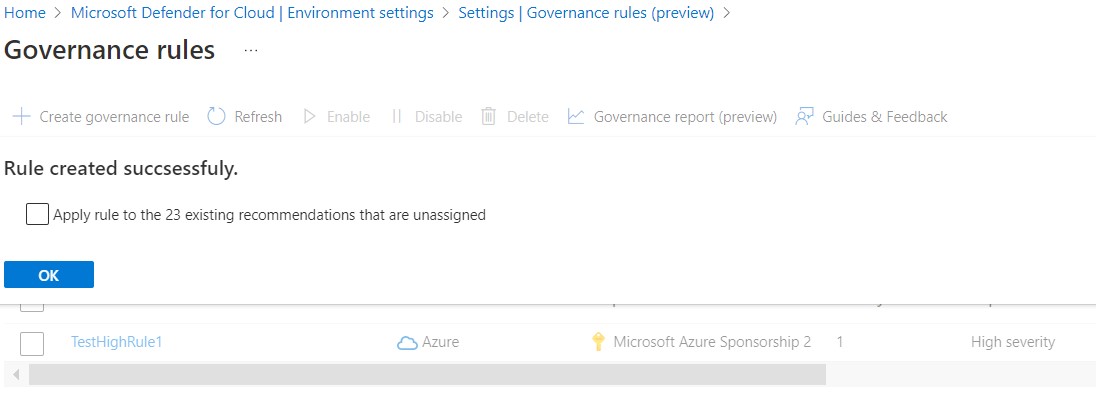 Home > Microsoft Defender for Cloud | Environment settings > Settings | Governance rules (preview) >
Governance rules ...
Create governance rule Refresh Enable Disable Delete Governance report (preview) Guides & Feedback
Rule created succsessfuly.
Apply rule to the 23 existing recommendations that are unassigned
OK
TestHighRule1 Azure Microsoft Azure Sponsorship 2 1 High severity